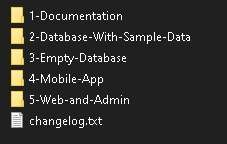 1-Documentation
2-Database-With-Sample-Data
3-Empty-Database
4-Mobile-App
5-Web-and-Admin
changelog.txt